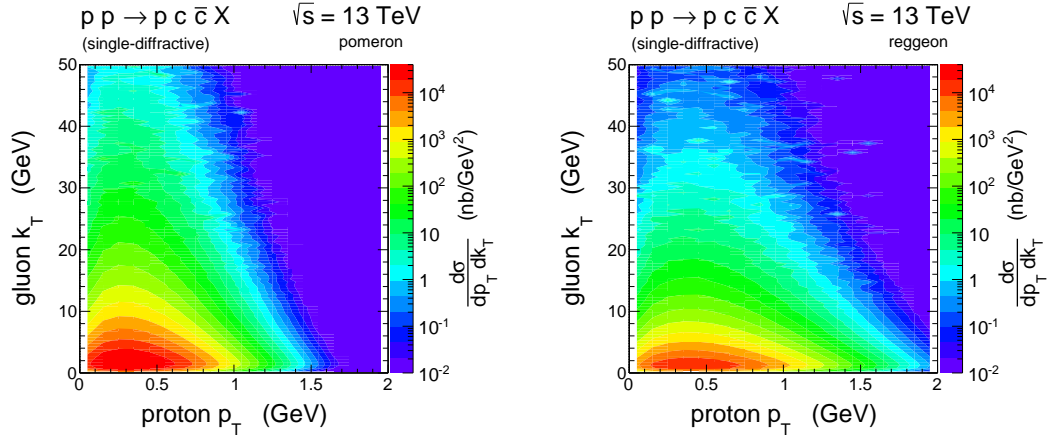 p p → p c c̄ X √s = 13 TeV
(single-diffractive) pomeron
50
40
30
20
10
0
gluon k_T (GeV)
0 0.5 1 1.5 2
proton p_T (GeV)
10^4
10^3
10^2
10
1
10^-1
10^-2
dσ/dp_T dk_T (nb/GeV^2)
p p → p c c̄ X √s = 13 TeV
(single-diffractive) reggeon
50
40
30
20
10
0
gluon k_T (GeV)
0 0.5 1 1.5 2
proton p_T (GeV)
10^4
10^3
10^2
10
1
10^-1
10^-2
dσ/dp_T dk_T (nb/GeV^2)